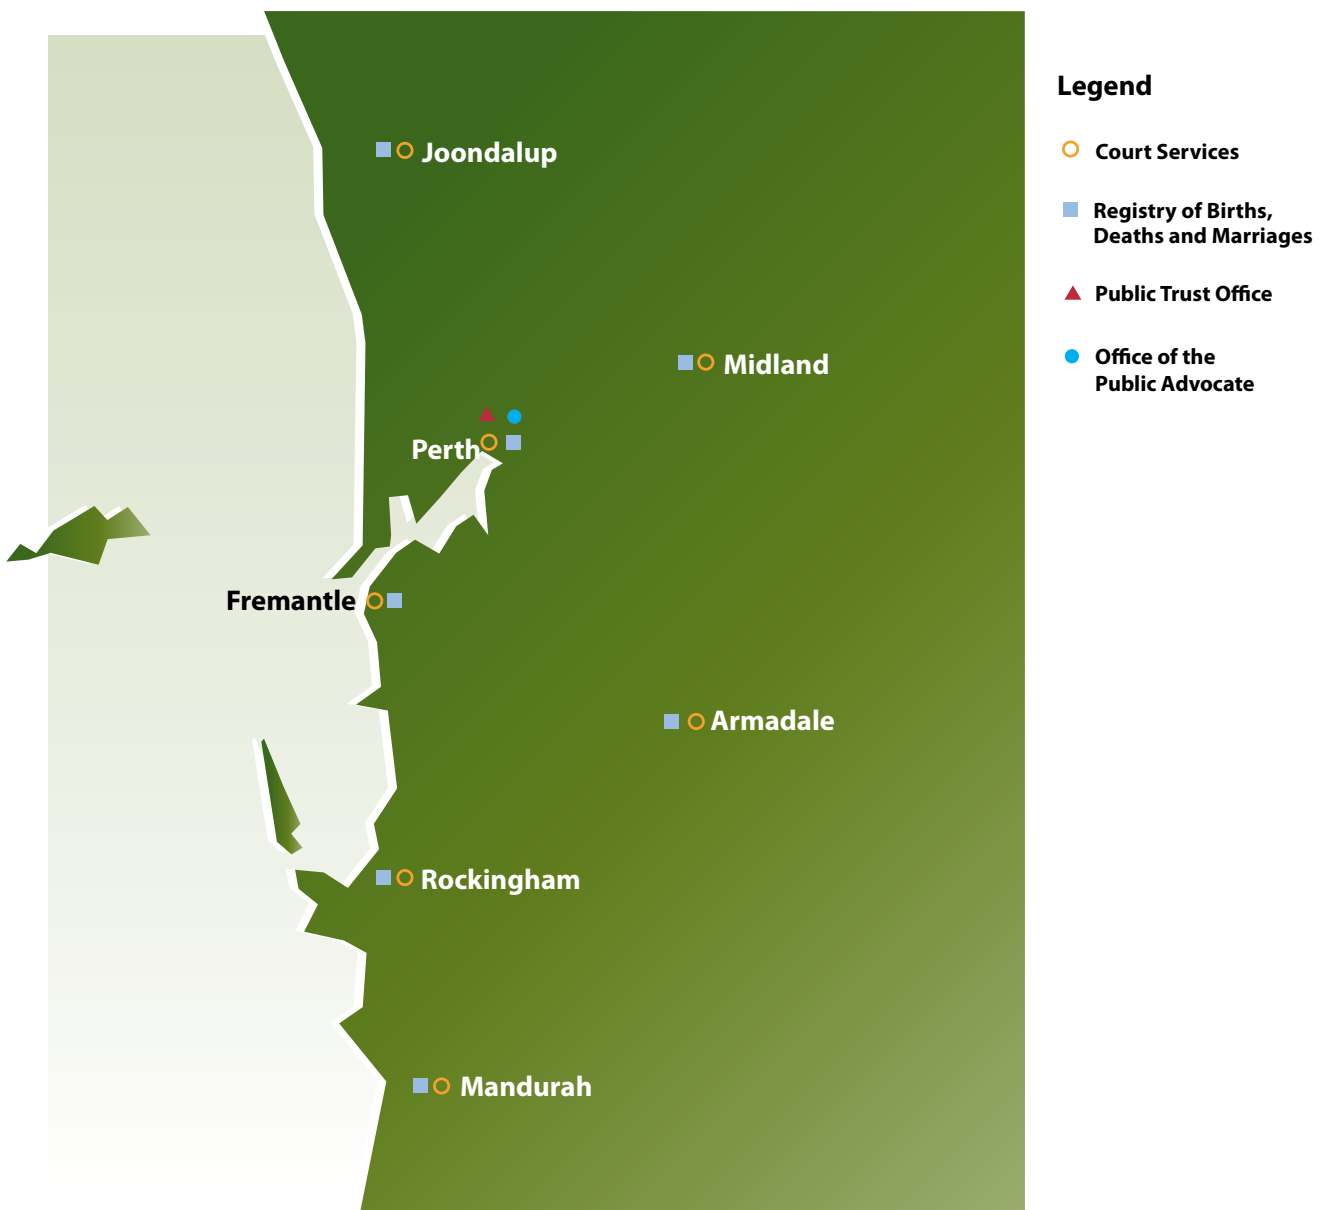 Joondalup
Midland
Perth
Fremantle
Armadale
Rockingham
Mandurah
Legend
Court Services
Registry of Births,
Deaths and Marriages
Public Trust Office
Office of the
Public Advocate